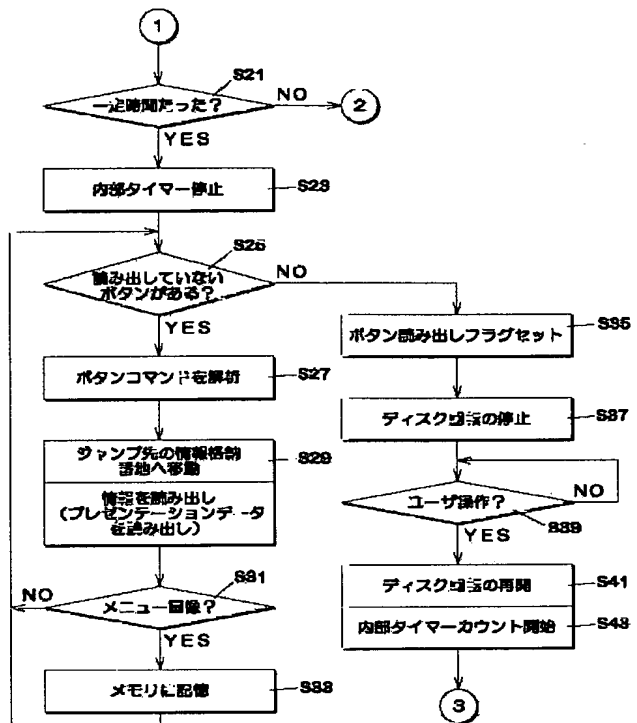 1
S21
一定時間たった？
NO
2
YES
内部タイマー停止
S23
S25
読み出していない
ボタンがある？
NO
YES
ボタン読み出しフラグセット
S35
ボタンコマンドを解析
S27
ディスク回転の停止
S37
ジャンプ先の情報格納
番地へ移動
S29
情報を読み出し
（プレゼンテーションデータ
を読み出し）
ユーザ操作？
NO
S39
YES
NO
メニュー画像？
S31
YES
ディスク回転の再開
S41
内部タイマーカウント開始
S43
メモリに記憶
S33
3